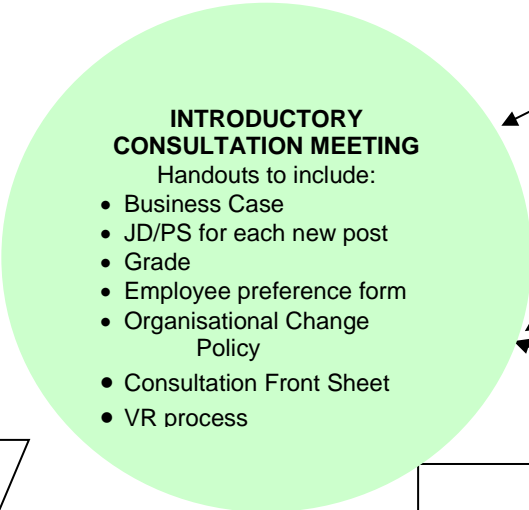 INTRODUCTORY
CONSULTATION MEETING
Handouts to include:
• Business Case
• JD/PS for each new post
• Grade
• Employee preference form
• Organisational Change
Policy
• Consultation Front Sheet
• VR process